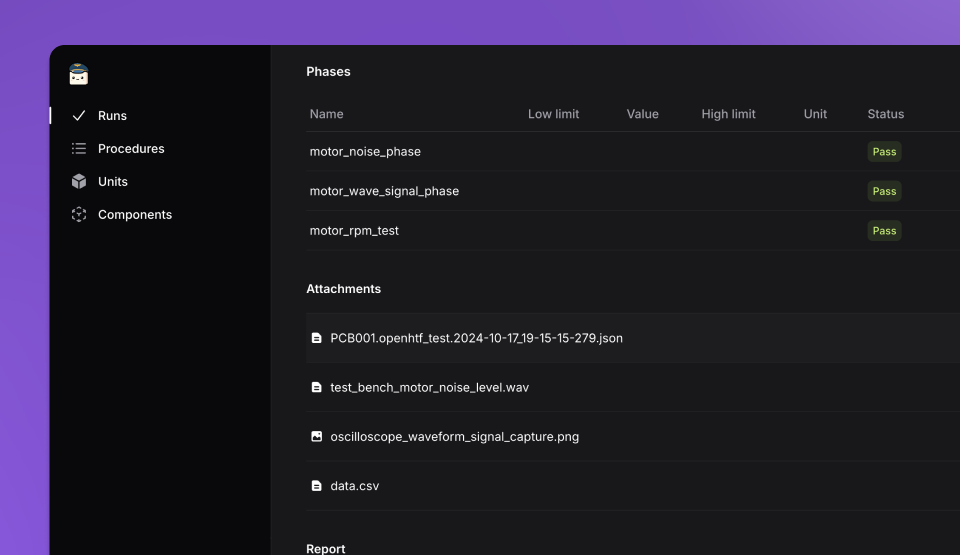 Runs
Procedures
Units
Components
Phases
Name Low limit Value High limit Unit Status
motor_noise_phase Pass
motor_wave_signal_phase Pass
motor_rpm_test Pass
Attachments
PCB001.openhtf_test.2024-10-17_19-15-15-279.json
test_bench_motor_noise_level.wav
oscilloscope_waveform_signal_capture.png
data.csv
Report